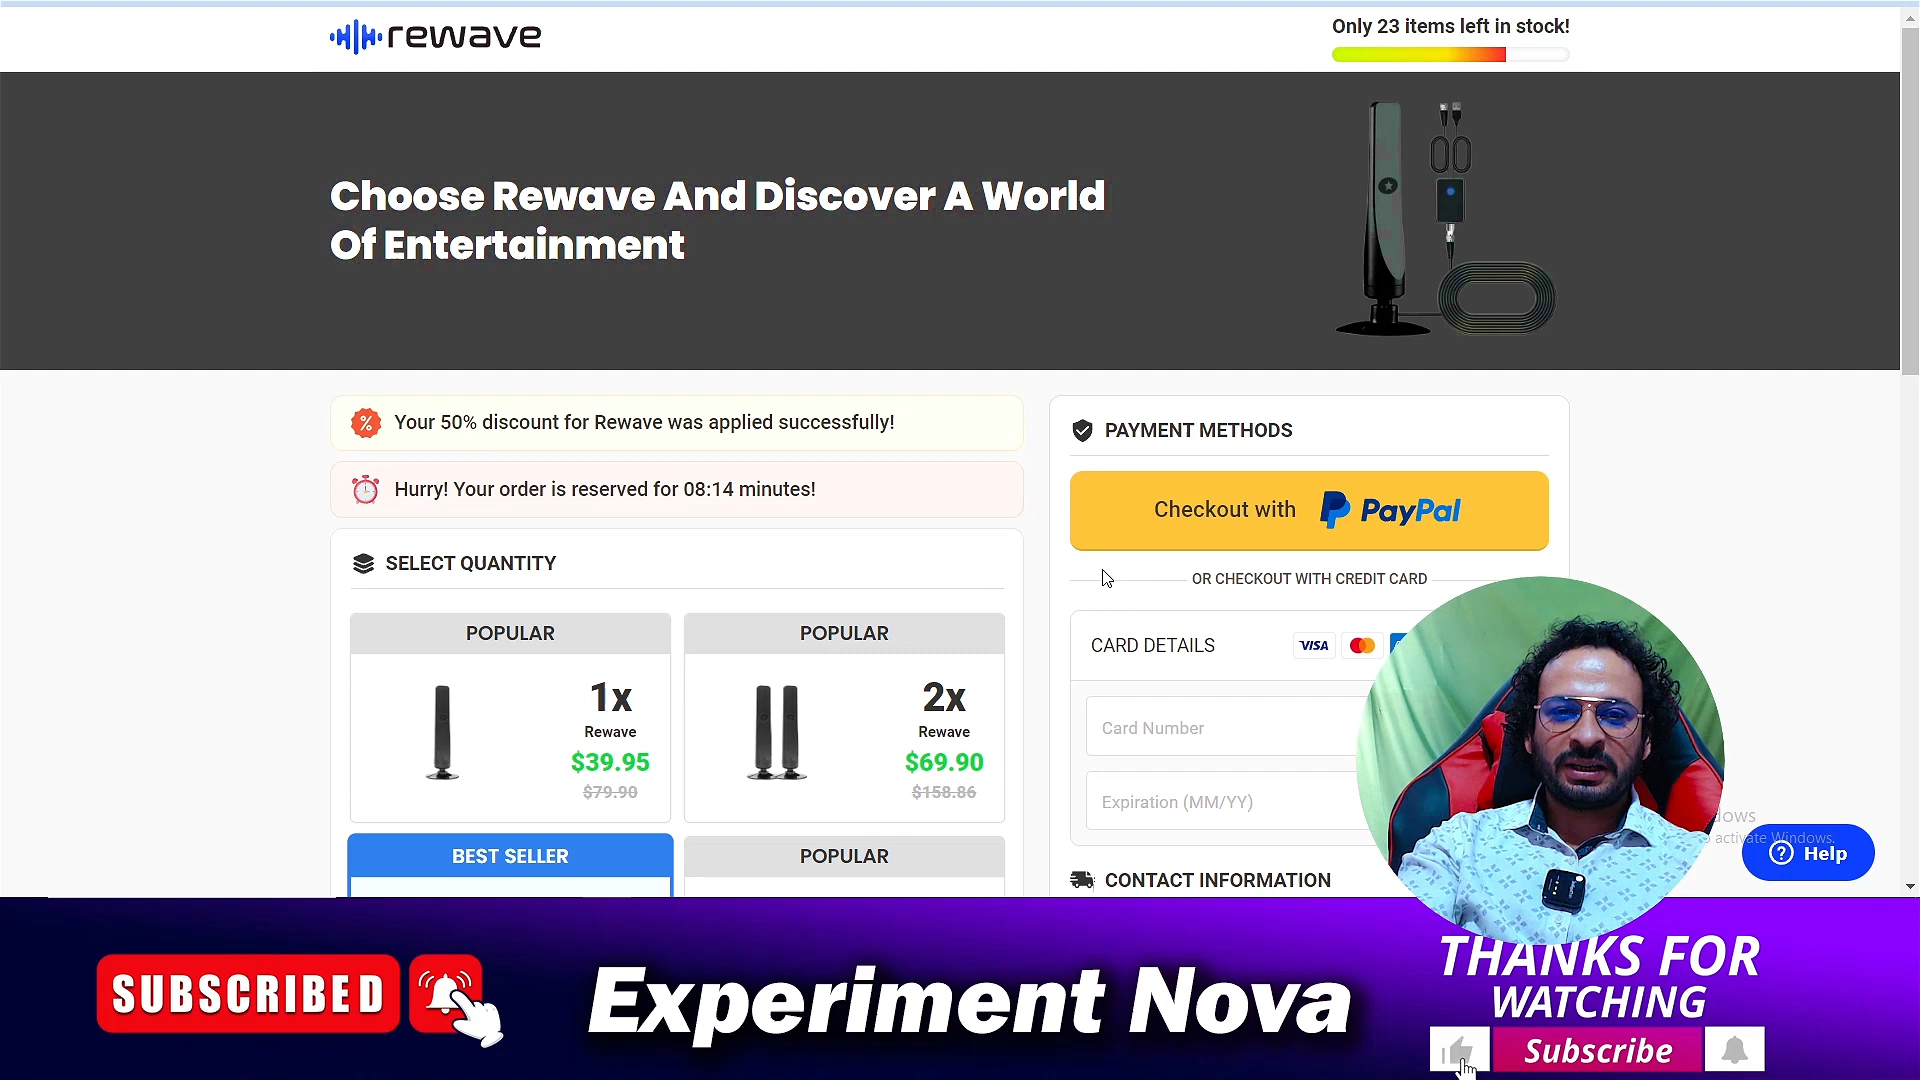 rewave
Only 23 items left in stock!
Choose Rewave And Discover A World
Of Entertainment
Your 50% discount for Rewave was applied successfully!
Hurry! Your order is reserved for 08:14 minutes!
SELECT QUANTITY
POPULAR
1x
Rewave
$39.95
$79.90
POPULAR
2x
Rewave
$69.90
$158.86
BEST SELLER
POPULAR
PAYMENT METHODS
Checkout with PayPal
OR CHECKOUT WITH CREDIT CARD
CARD DETAILS
VISA
Card Number
Expiration (MM/YY)
CONTACT INFORMATION
activate Windows.
Help
SUBSCRIBED
Experiment Nova
THANKS FOR
WATCHING
Subscribe